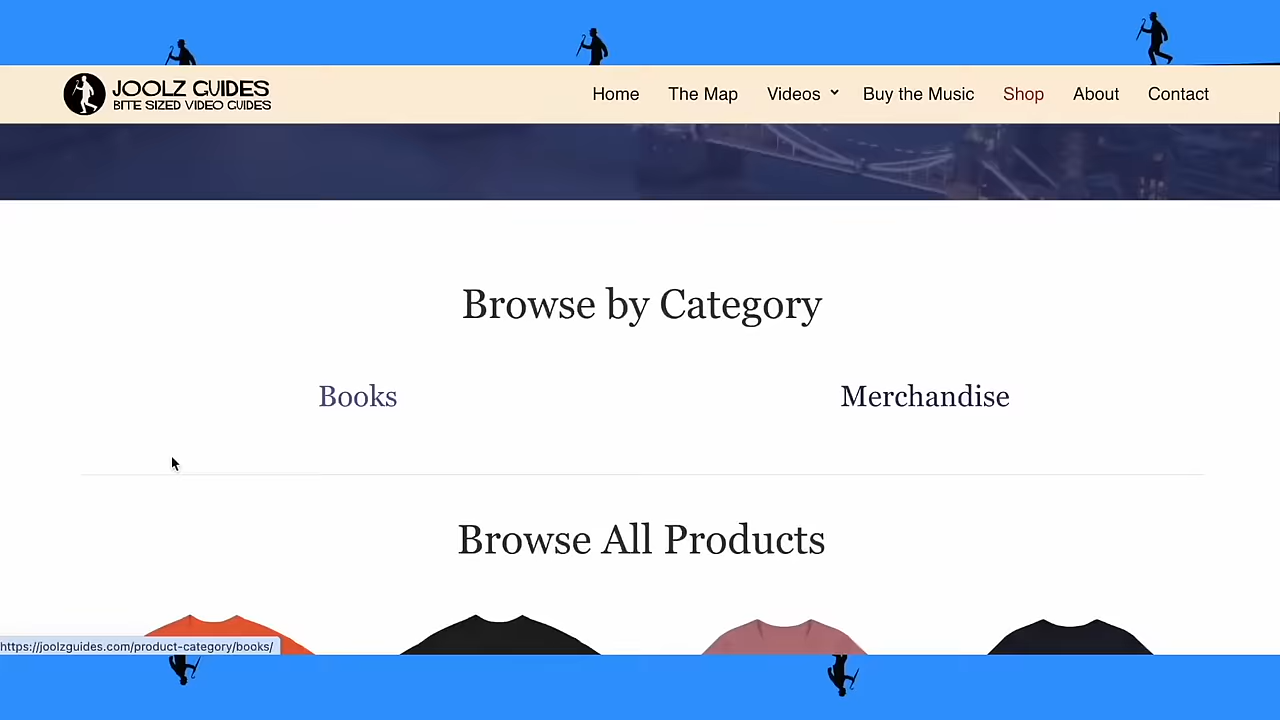 JOOLZ GUIDES
BITE SIZED VIDEO GUIDES
Home The Map Videos Buy the Music Shop About Contact
Browse by Category
Books Merchandise
Browse All Products
https://joolzguides.com/product-category/books/